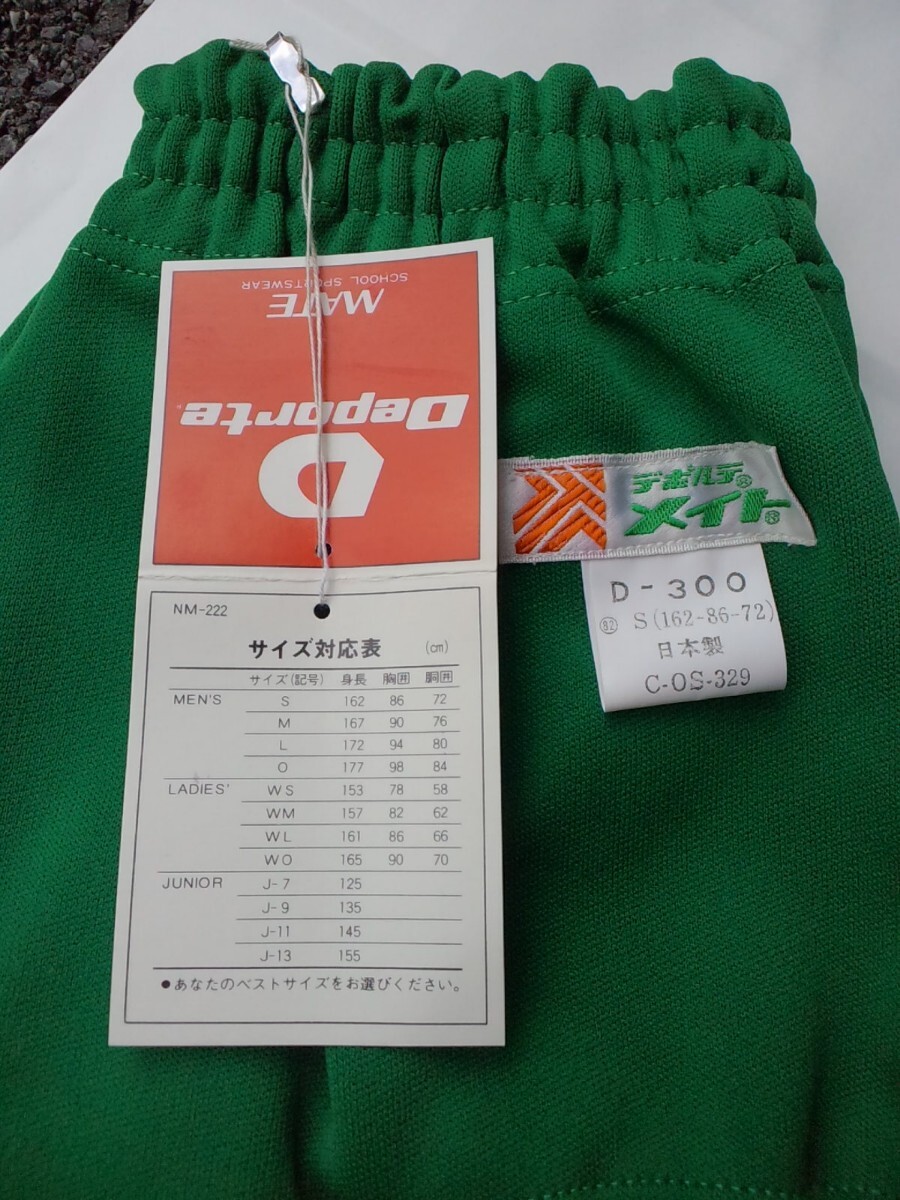 MATE
SCHOOL SPORTSWEAR
Deporte®
D
NM-222
サイズ対応表 (cm)
サイズ(記号) 身長 胸囲 胴囲
MEN'S S 162 86 72
M 167 90 76
L 172 94 80
O 177 98 84
LADIES' WS 153 78 58
WM 157 82 62
WL 161 86 66
WO 165 90 70
JUNIOR J-7 125
J-9 135
J-11 145
J-13 155
●あなたのベストサイズをお選びください。
デポルテ®
メイト®
D-300
82 S(162-86-72)
日本製
C-OS-329